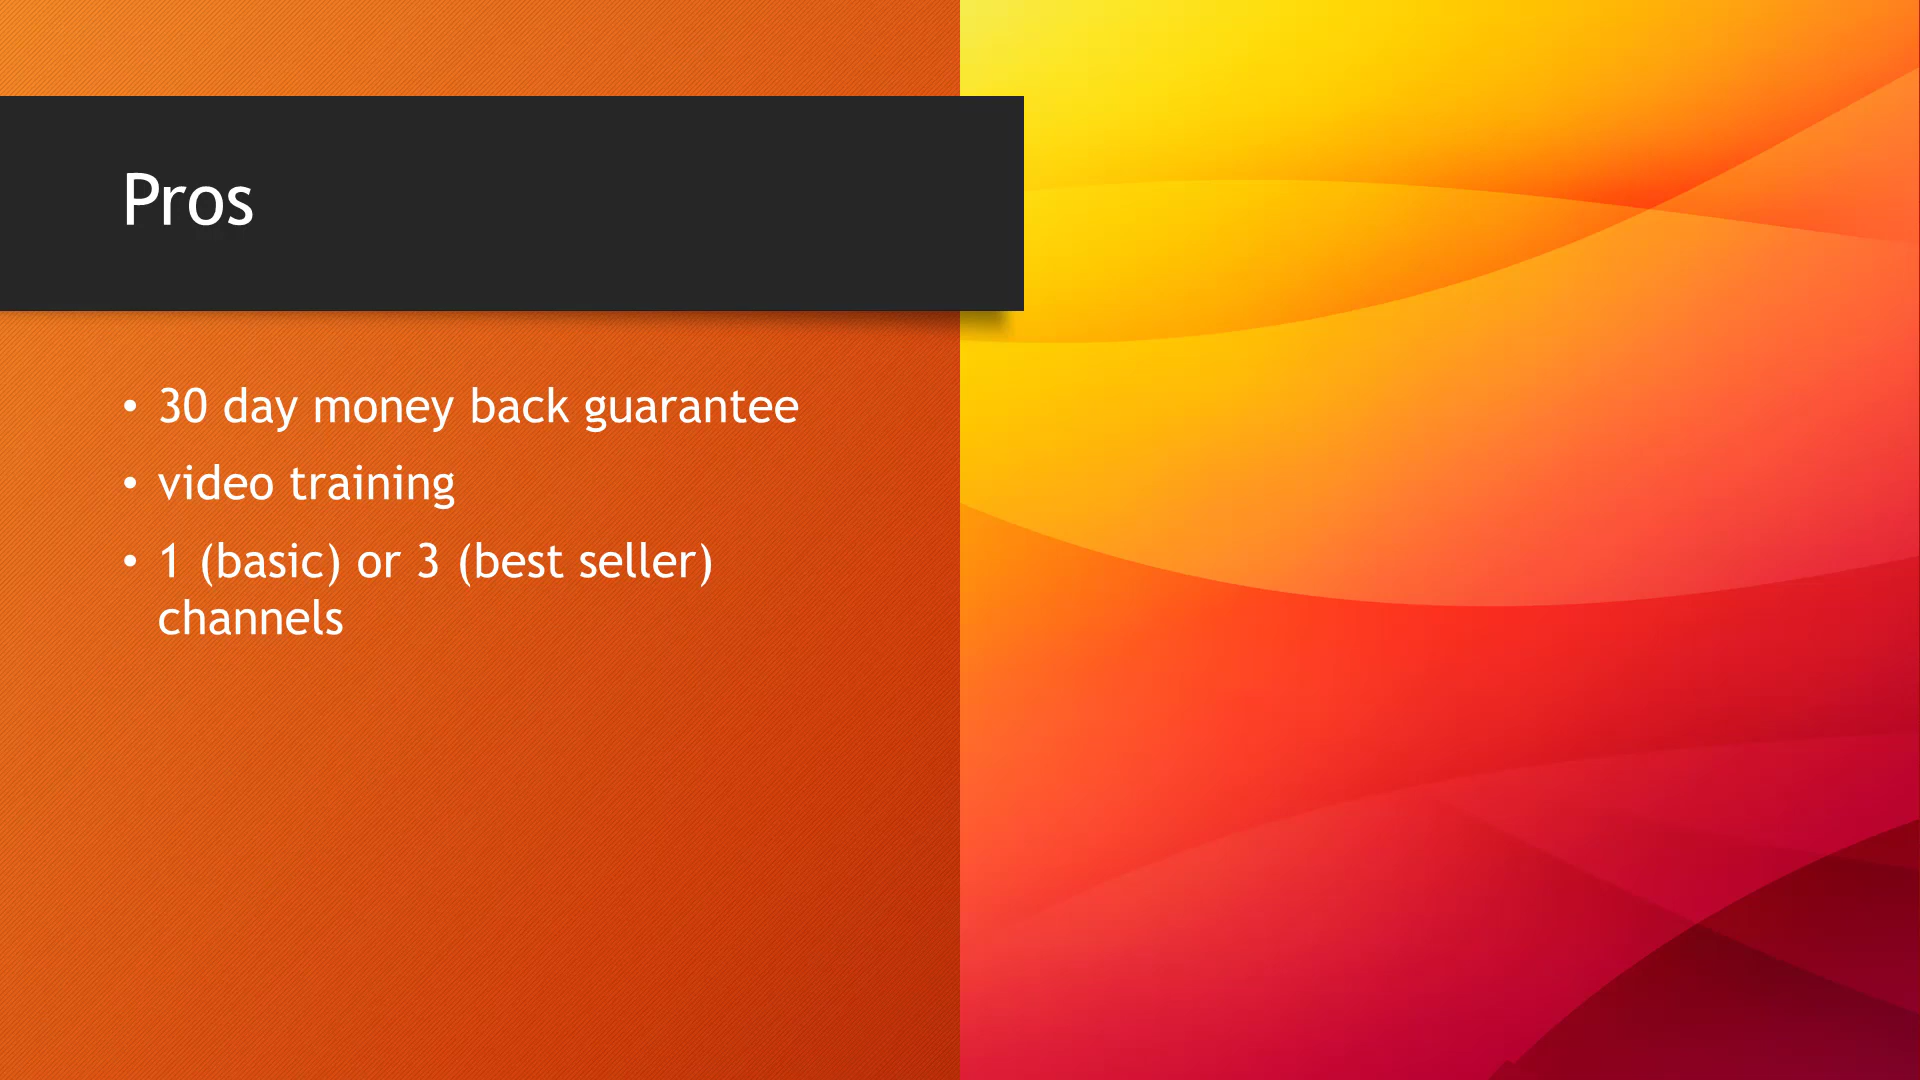 Pros
• 30 day money back guarantee
• video training
• 1 (basic) or 3 (best seller)
channels